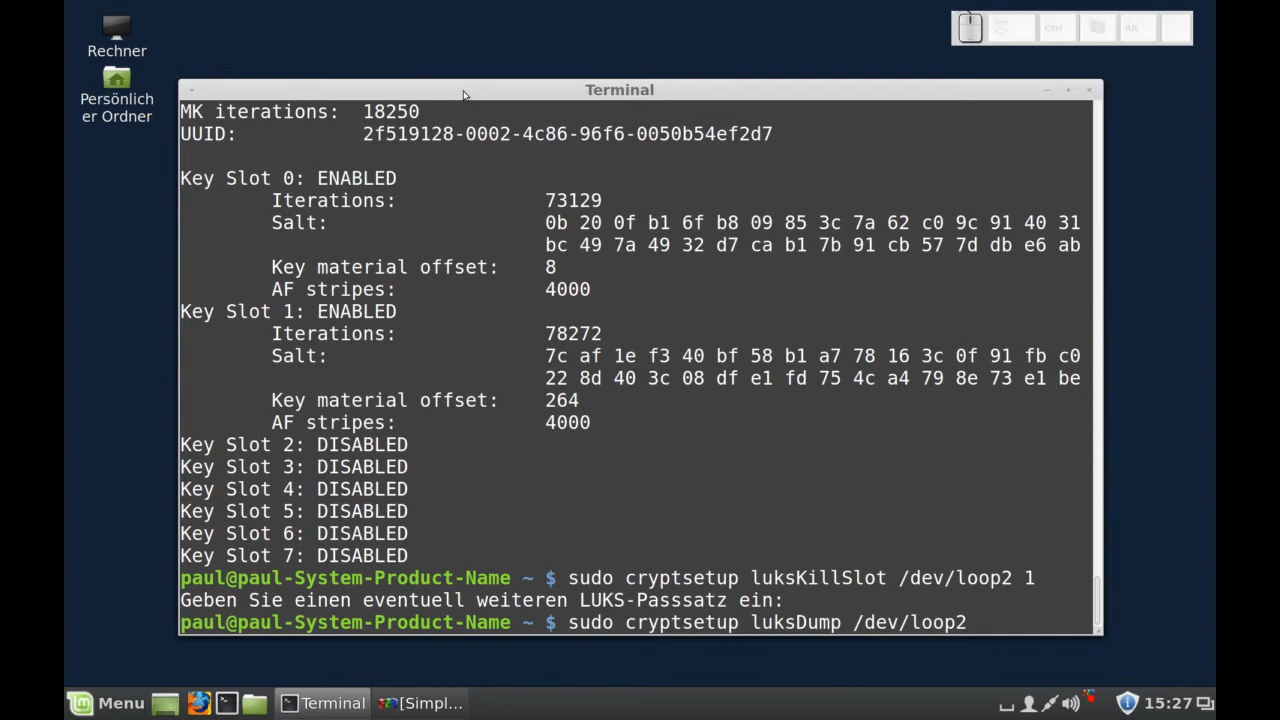 Rechner
Persönlich
er Ordner
Ctrl
Alt
Terminal
MK iterations: 18250
UUID: 2f519128-0002-4c86-96f6-0050b54ef2d7
Key Slot 0: ENABLED
Iterations: 73129
Salt: 0b 20 0f b1 6f b8 09 85 3c 7a 62 c0 9c 91 40 31
bc 49 7a 49 32 d7 ca b1 7b 91 cb 57 7d db e6 ab
Key material offset: 8
AF stripes: 4000
Key Slot 1: ENABLED
Iterations: 78272
Salt: 7c af 1e f3 40 bf 58 b1 a7 78 16 3c 0f 91 fb c0
22 8d 40 3c 08 df e1 fd 75 4c a4 79 8e 73 e1 be
Key material offset: 264
AF stripes: 4000
Key Slot 2: DISABLED
Key Slot 3: DISABLED
Key Slot 4: DISABLED
Key Slot 5: DISABLED
Key Slot 6: DISABLED
Key Slot 7: DISABLED
paul@paul-System-Product-Name ~ $ sudo cryptsetup luksKillSlot /dev/loop2 1
Geben Sie einen eventuell weiteren LUKS-Passsatz ein:
paul@paul-System-Product-Name ~ $ sudo cryptsetup luksDump /dev/loop2
Menu
Terminal
[Simpl...
15:27